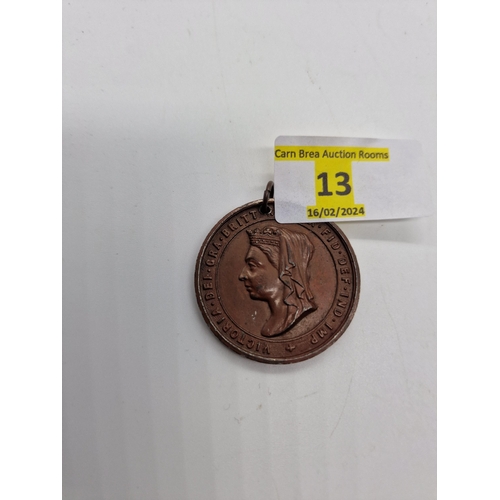 Carn Brea Auction Rooms
13
16/02/2024
VICTORIA·DEI·GRA·BRITT FID·DEF·IND·IMP